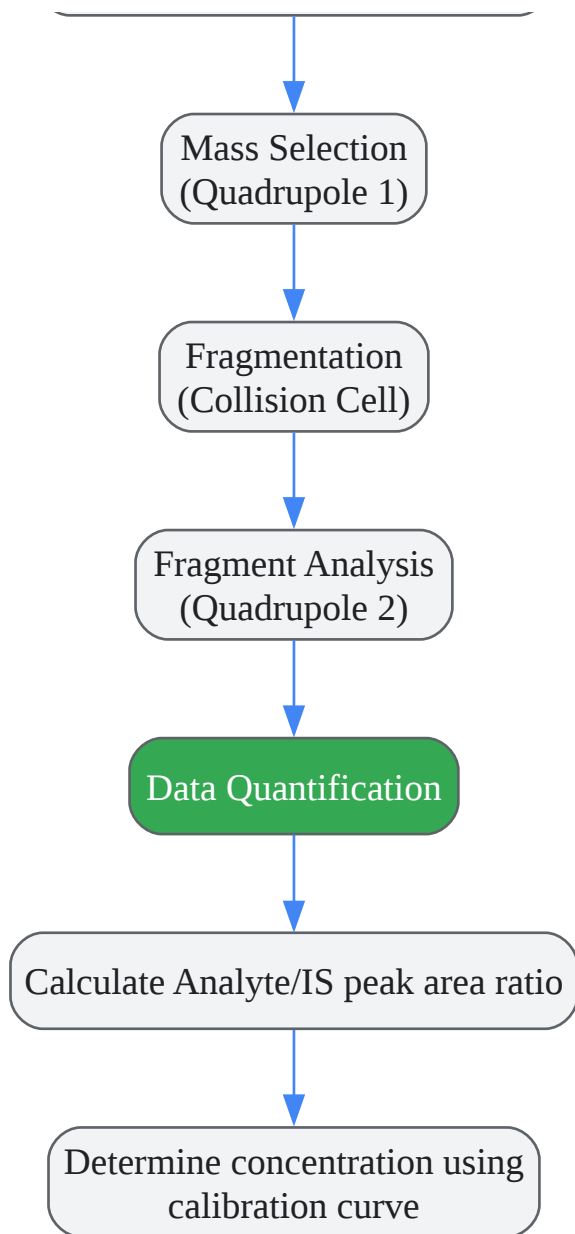 Mass Selection
(Quadrupole 1)
Fragmentation
(Collision Cell)
Fragment Analysis
(Quadrupole 2)
Data Quantification
Calculate Analyte/IS peak area ratio
Determine concentration using
calibration curve